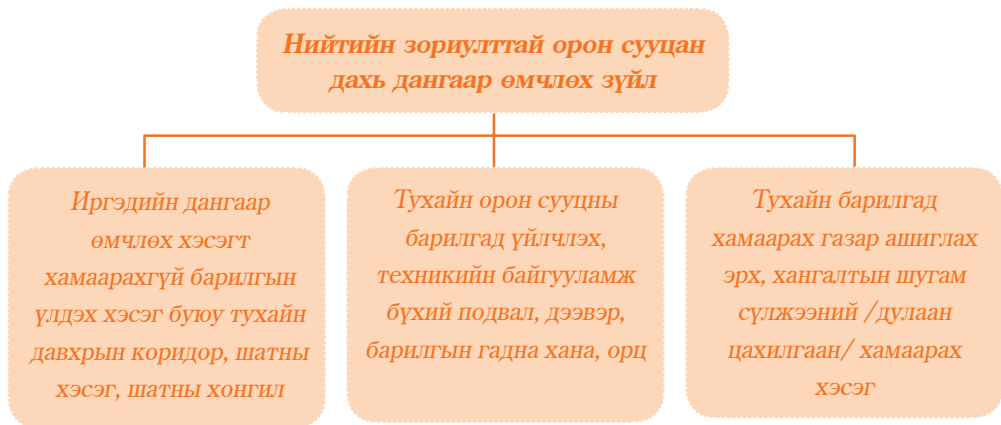 Нийтийн зориулттай орон сууцан
дахь дангаар өмчлөх зүйл
Иргэдийн дангаар
өмчлөх хэсэгт
хамаарахгүй барилгын
үлдэх хэсэг буюу тухайн
давхрын коридор, шатны
хэсэг, шатны хонгил
Тухайн орон сууцны
барилгад үйлчлэх,
техникийн байгууламж
бүхий подвал, дээвэр,
барилгын гадна хана, орц
Тухайн барилгад
хамаарах газар ашиглах
эрх, хангалтын шугам
сүлжээний /дулаан
цахилгаан/ хамаарах
хэсэг